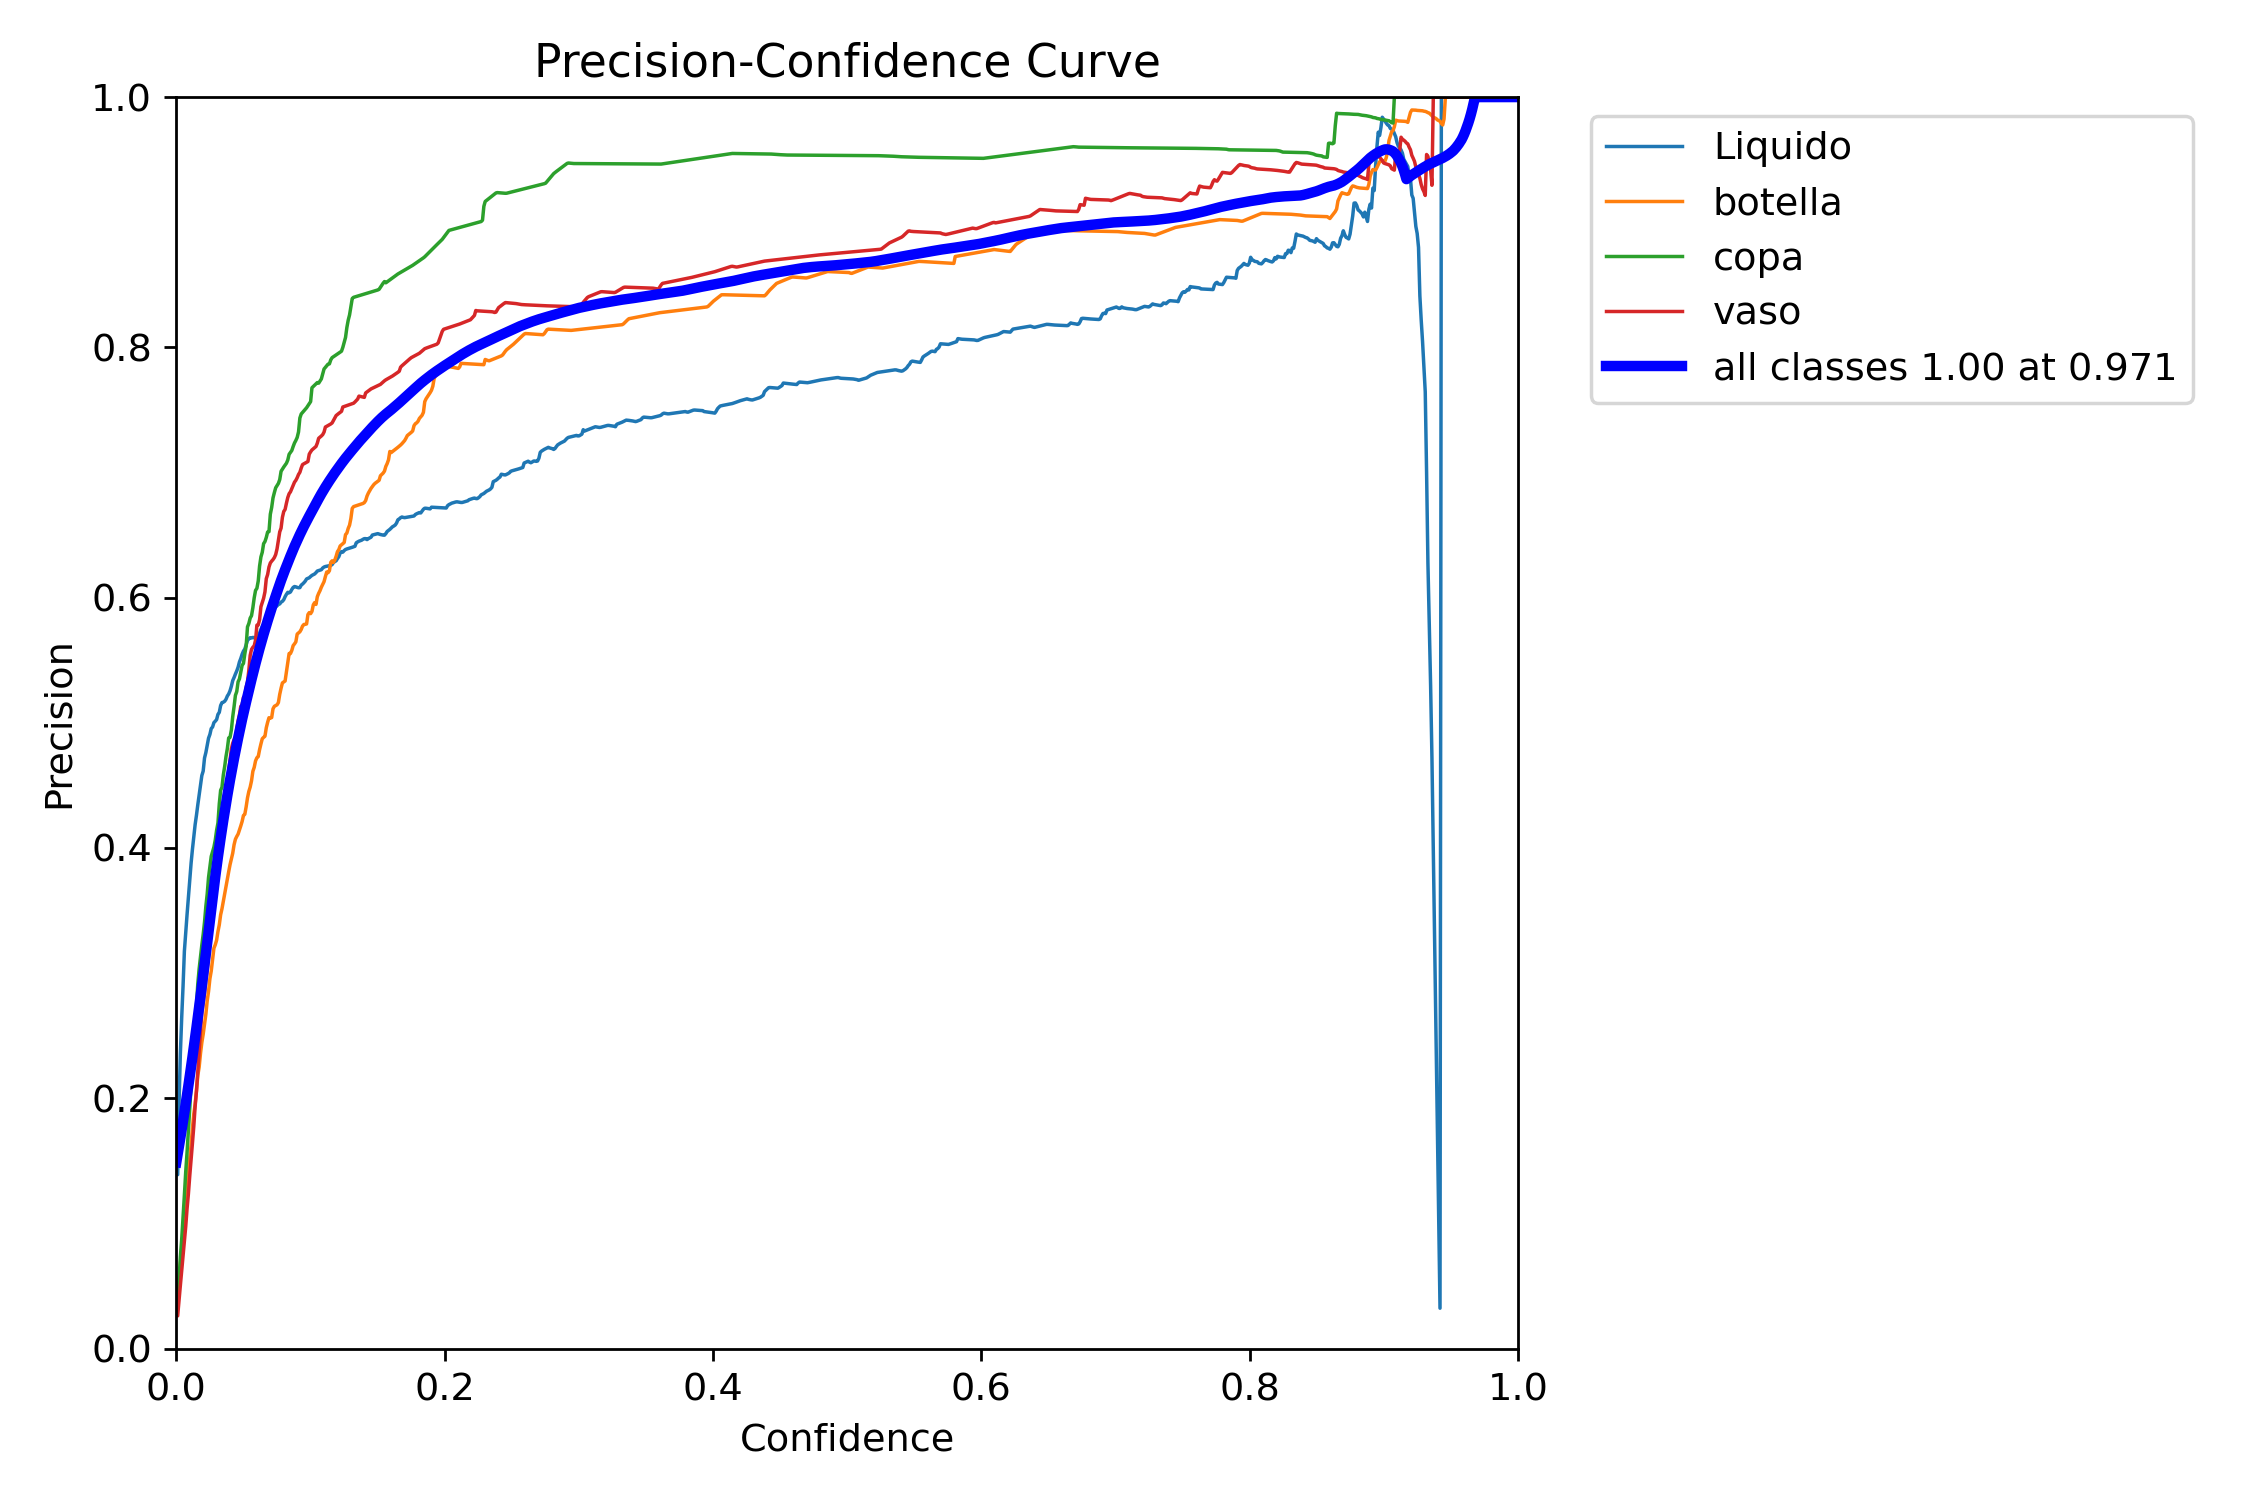 Precision-Confidence Curve
1.0
0.8
0.6
0.4
0.2
0.0
Precision
0.0 0.2 0.4 0.6 0.8 1.0
Confidence
Liquido
botella
copa
vaso
all classes 1.00 at 0.971